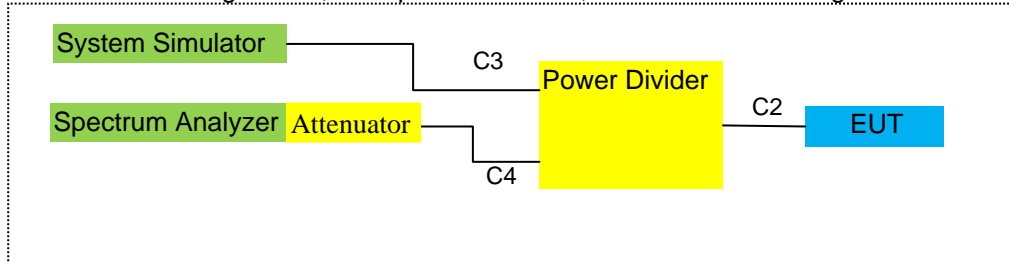 System Simulator
C3
Power Divider
Spectrum Analyzer
Attenuator
C2
EUT
C4